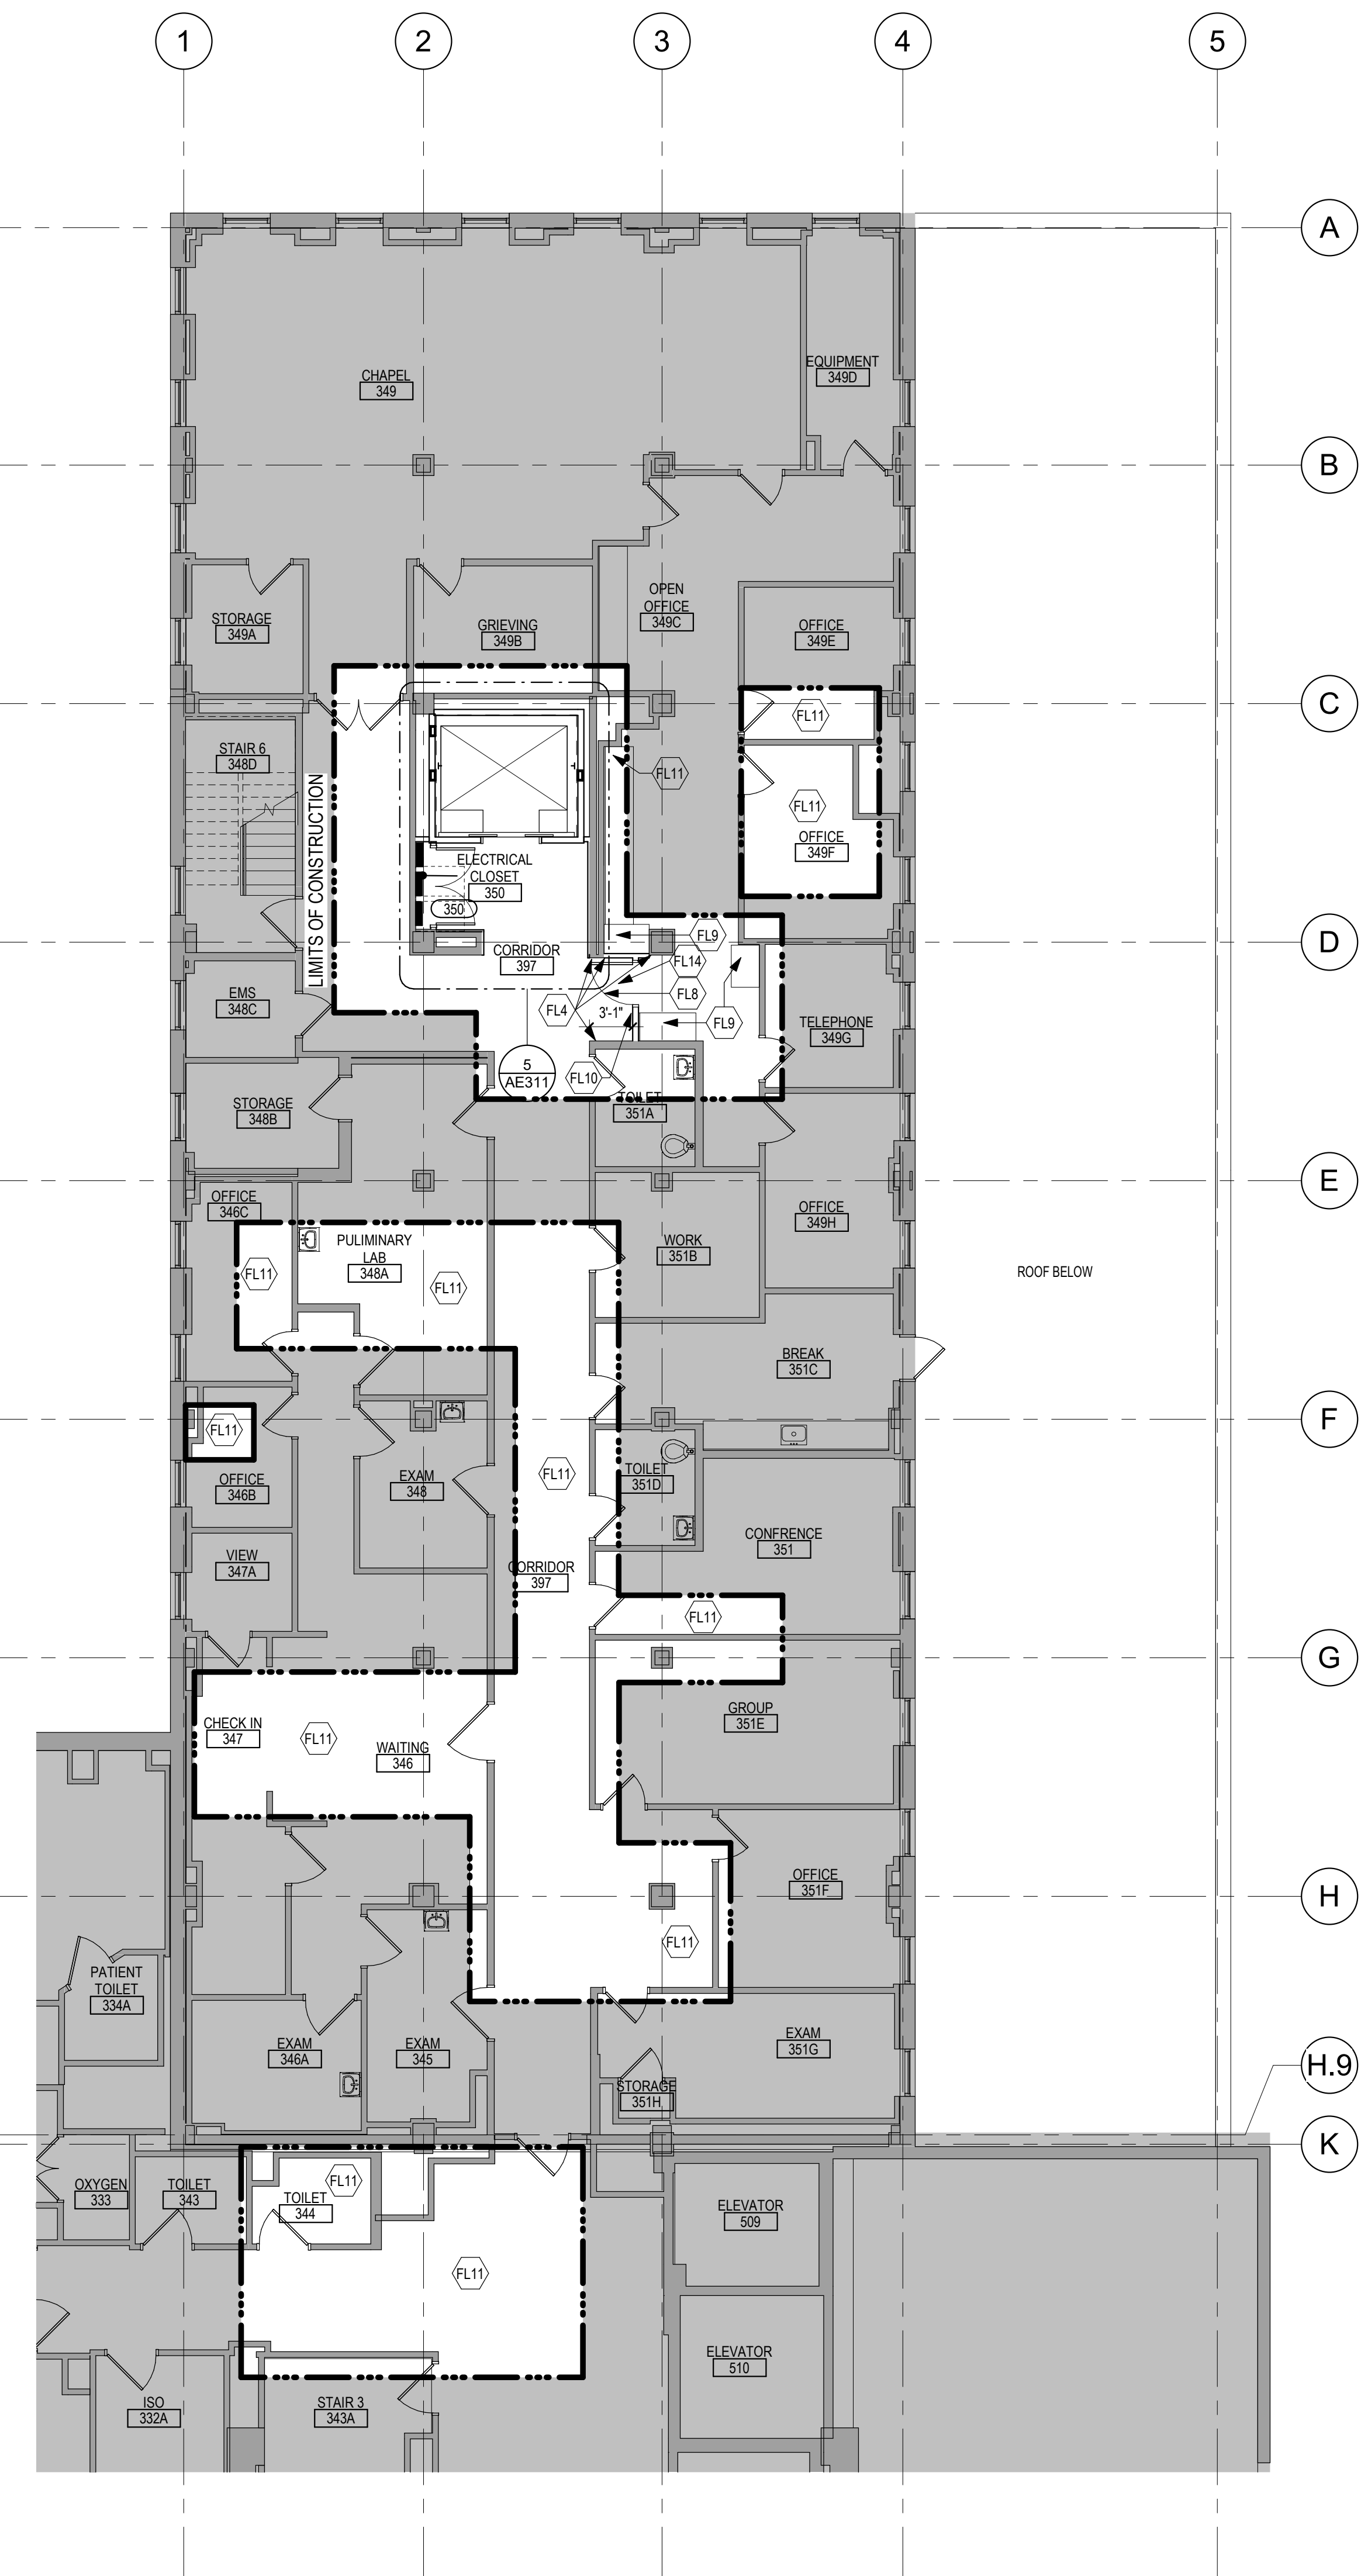 1
2
3
4
5
A
CHAPEL
349
EQUIPMENT
349D
B
STORAGE
349A
GRIEVING
349B
OPEN
OFFICE
349C
OFFICE
349E
C
FL11
STAIR 6
348D
FL11
FL11
OFFICE
349F
LIMITS OF CONSTRUCTION
ELECTRICAL
CLOSET
350
350
D
FL9
CORRIDOR
397
FL14
EMS
348C
FL8
FL4
3'-1"
FL9
TELEPHONE
349G
5
AE311
FL10
STORAGE
348B
TOILET
351A
E
OFFICE
346C
OFFICE
349H
PULIMINARY
LAB
348A
WORK
351B
FL11
FL11
ROOF BELOW
BREAK
351C
F
FL11
OFFICE
346B
EXAM
348
FL11
TOILET
351D
CONFRENCE
351
VIEW
347A
CORRIDOR
397
FL11
G
GROUP
351E
CHECK IN
347
FL11
WAITING
346
OFFICE
351F
H
FL11
PATIENT
TOILET
334A
EXAM
346A
EXAM
345
EXAM
351G
H.9
STORAGE
351H
K
OXYGEN
333
TOILET
343
FL11
TOILET
344
ELEVATOR
509
FL11
ELEVATOR
510
ISO
332A
STAIR 3
343A